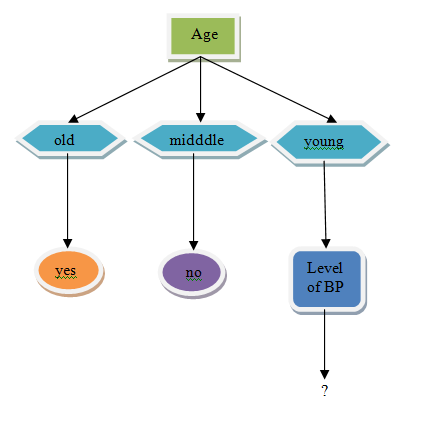 Age
old
midddle
young
yes
no
Level
of BP
?